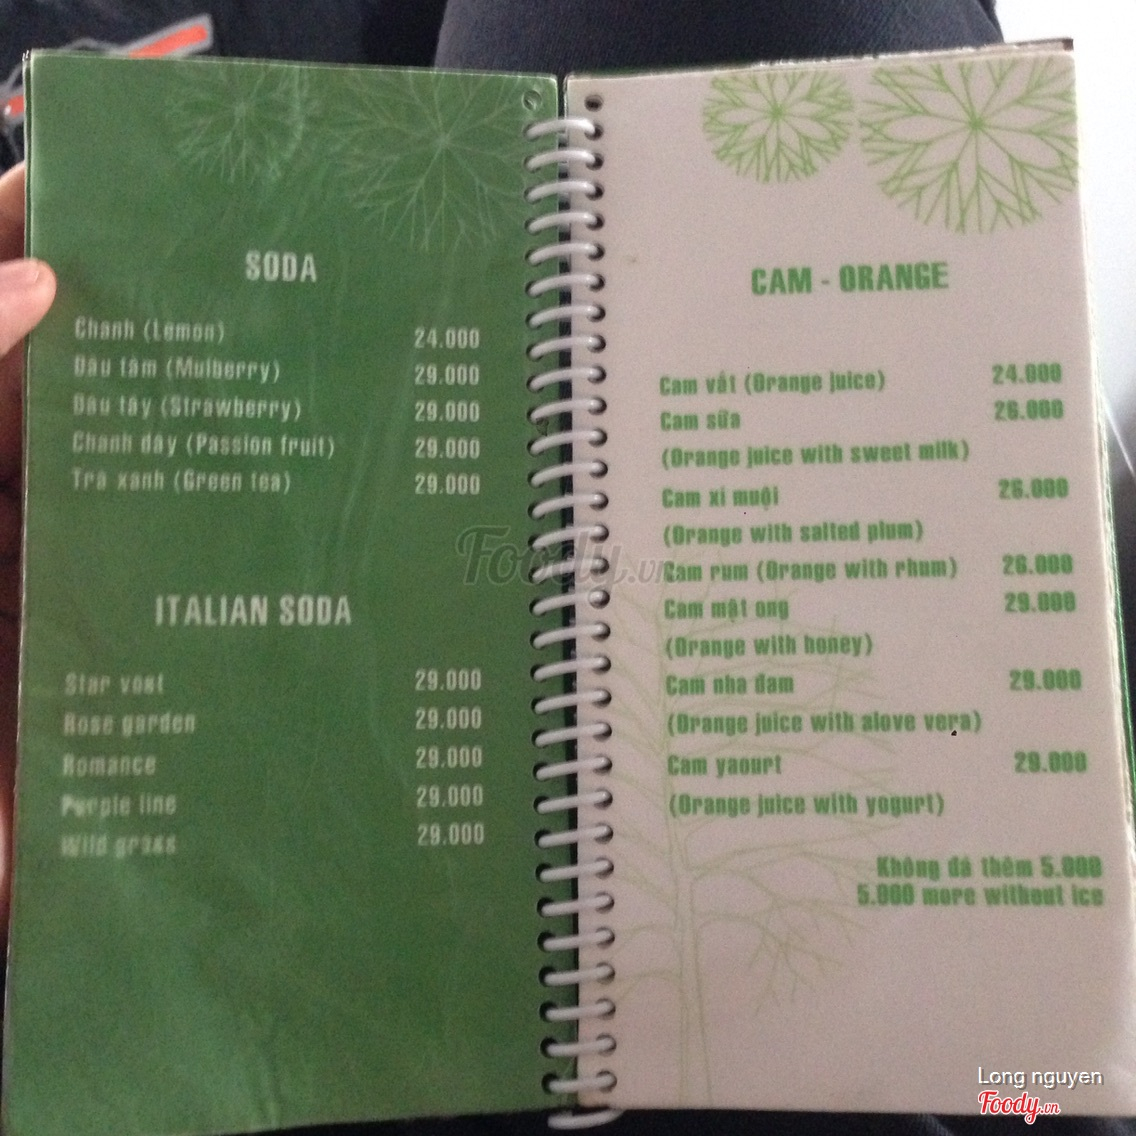 SODA
Chanh (Lemon) 24.000
Dâu tằm (Mulberry) 29.000
Dâu tây (Strawberry) 29.000
Chanh dây (Passion fruit) 29.000
Trà xanh (Green tea) 29.000
ITALIAN SODA
Star vost 29.000
Rose garden 29.000
Romance 29.000
Purple line 29.000
Wild grass 29.000
CAM - ORANGE
Cam vắt (Orange juice) 24.000
Cam sữa 26.000
(Orange juice with sweet milk)
Cam xí muội 26.000
(Orange with salted plum)
Cam rum (Orange with rhum) 26.000
Cam mật ong 29.000
(Orange with honey)
Cam nha đam 29.000
(Orange juice with alove vera)
Cam yaourt 29.000
(Orange juice with yogurt)
Không đá thêm 5.000
5.000 more without ice
Foody.vn
Long nguyen
Foody.vn